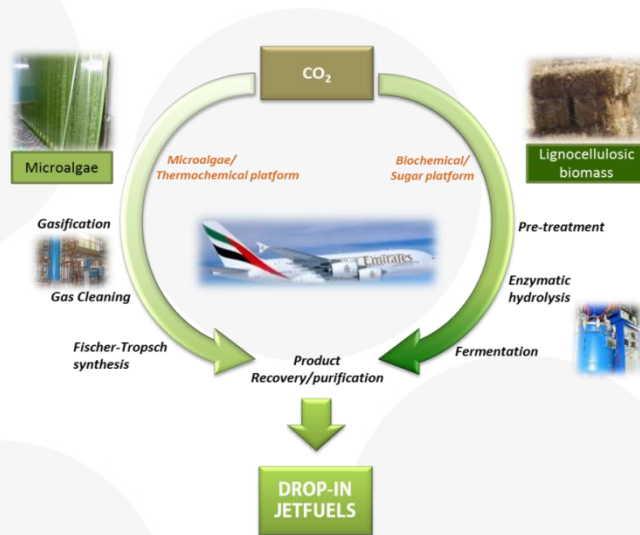 CO₂
Microalgae/
Thermochemical platform
Biochemical/
Sugar platform
Microalgae
Lignocellulosic
biomass
Gasification
Gas Cleaning
Fischer-Tropsch
synthesis
Emirates
Pre-treatment
Enzymatic
hydrolysis
Fermentation
Product
Recovery/purification
DROP-IN
JETFUELS